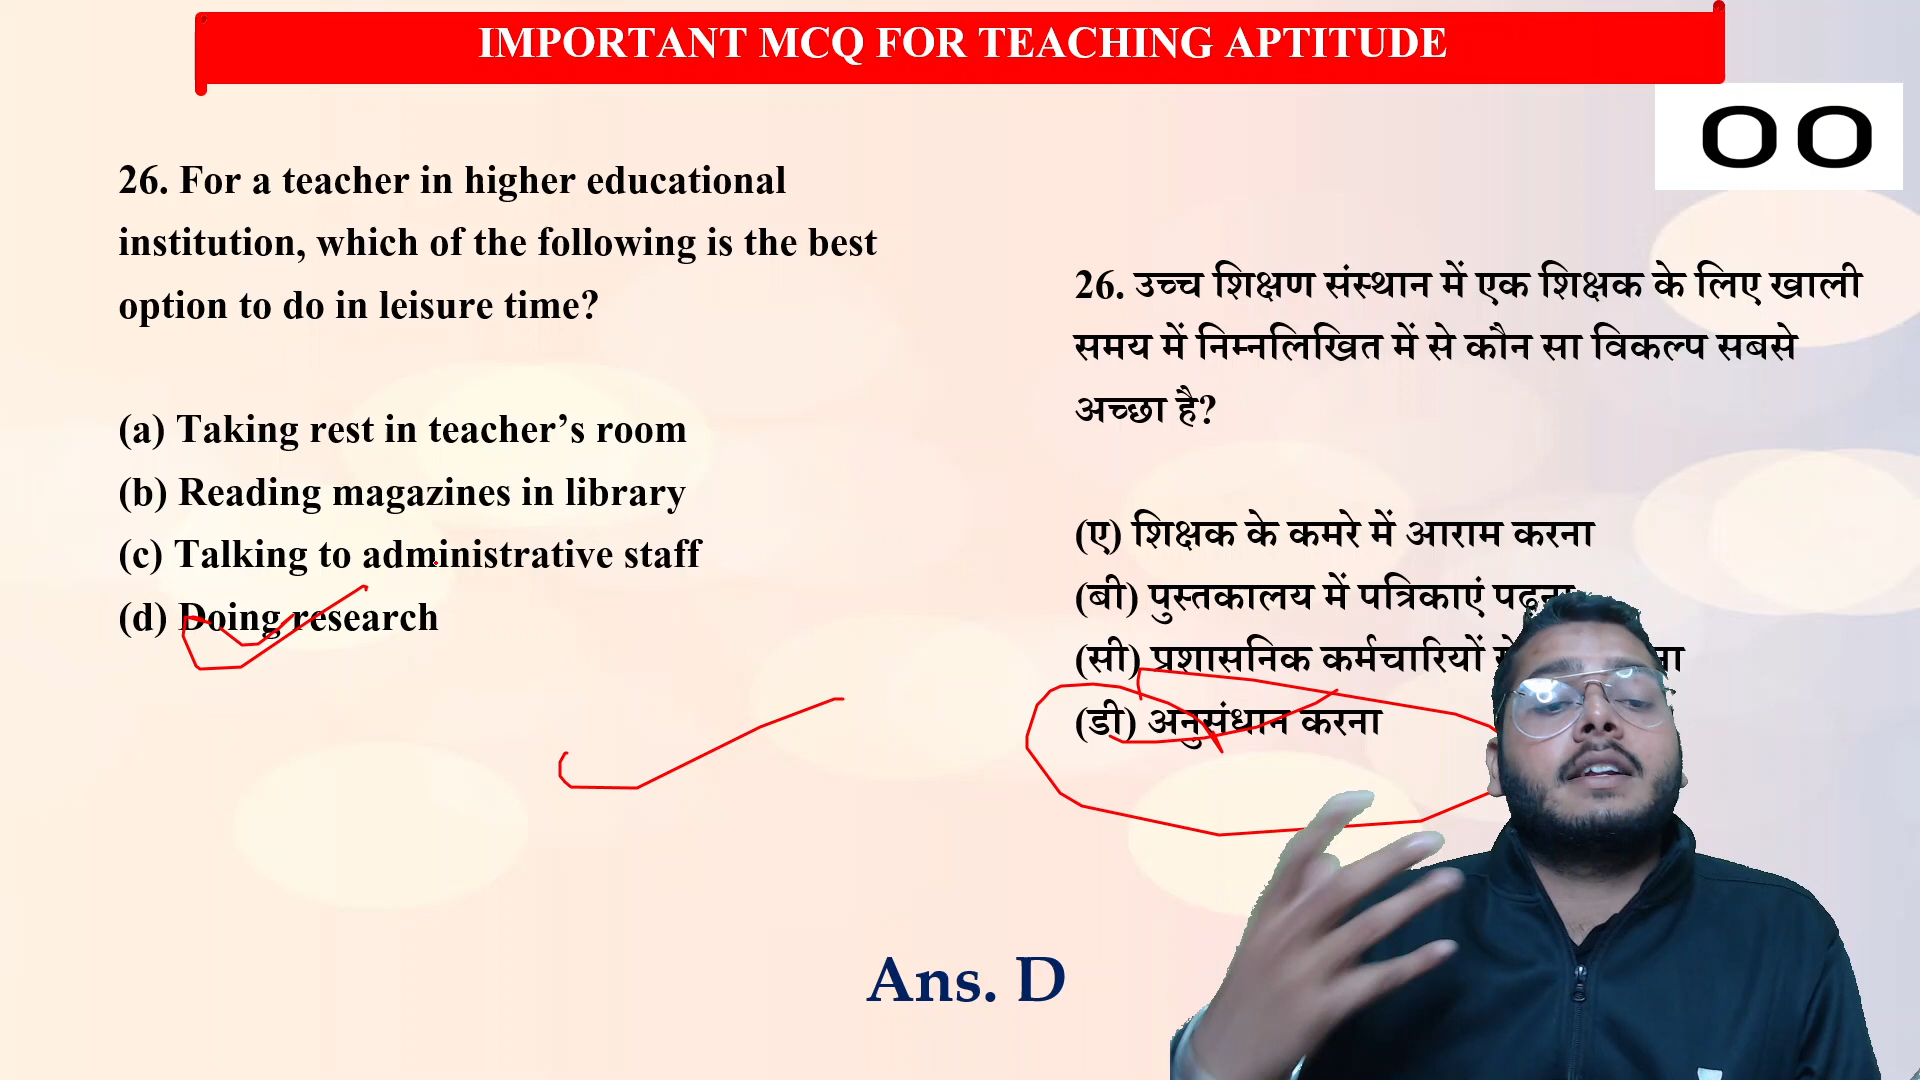 IMPORTANT MCQ FOR TEACHING APTITUDE
00
26. For a teacher in higher educational
institution, which of the following is the best
option to do in leisure time?
(a) Taking rest in teacher’s room
(b) Reading magazines in library
(c) Talking to administrative staff
(d) Doing research
26. उच्च शिक्षण संस्थान में एक शिक्षक के लिए खाली
समय में निम्नलिखित में से कौन सा विकल्प सबसे
अच्छा है?
(ए) शिक्षक के कमरे में आराम करना
(बी) पुस्तकालय में पत्रिकाएं पढ़ना
(सी) प्रशासनिक कर्मचारियों
(डी) अनुसंधान करना
Ans. D